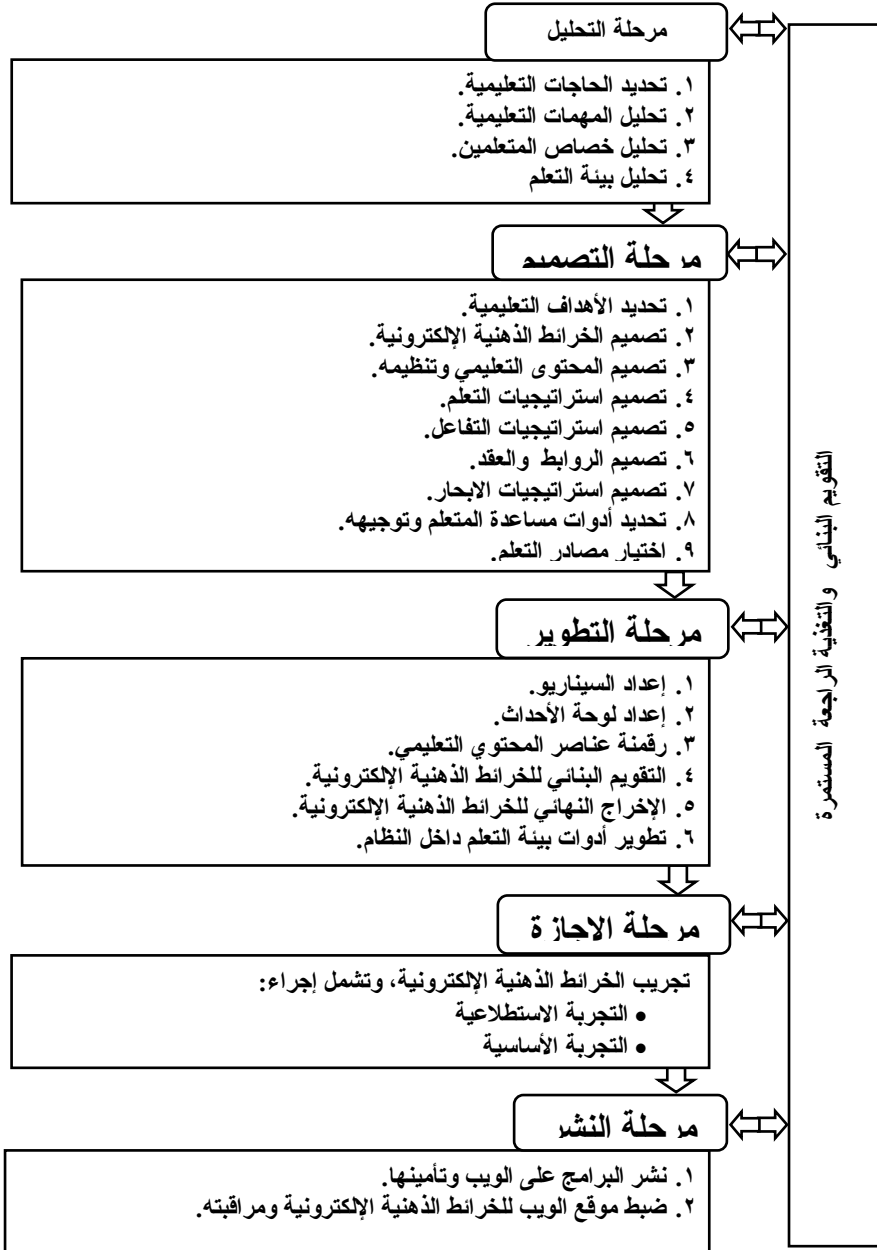 مرحلة التحليل
١. تحديد الحاجات التعليمية.
٢. تحليل المهمات التعليمية.
٣. تحليل خصاص المتعلمين.
٤. تحليل بيئة التعلم
مرحلة التصميم
١. تحديد الأهداف التعليمية.
٢. تصميم الخرائط الذهنية الإلكترونية.
٣. تصميم المحتوى التعليمي وتنظيمه.
٤. تصميم استراتيجيات التعلم.
٥. تصميم استراتيجيات التفاعل.
٦. تصميم الروابط والعقد.
٧. تصميم استراتيجيات الابحار.
٨. تحديد أدوات مساعدة المتعلم وتوجيهه.
٩. اختيار مصادر التعلم.
مرحلة التطوير
١. إعداد السيناريو.
٢. إعداد لوحة الأحداث.
٣. رقمنة عناصر المحتوي التعليمي.
٤. التقويم البنائي للخرائط الذهنية الإلكترونية.
٥. الإخراج النهائي للخرائط الذهنية الإلكترونية.
٦. تطوير أدوات بيئة التعلم داخل النظام.
مرحلة الاجازة
تجريب الخرائط الذهنية الإلكترونية، وتشمل إجراء:
• التجربة الاستطلاعية
• التجربة الأساسية
مرحلة النشر
١. نشر البرامج على الويب وتأمينها.
٢. ضبط موقع الويب للخرائط الذهنية الإلكترونية ومراقبته.
التقويم البنائي والتغذية الراجعة المستمرة